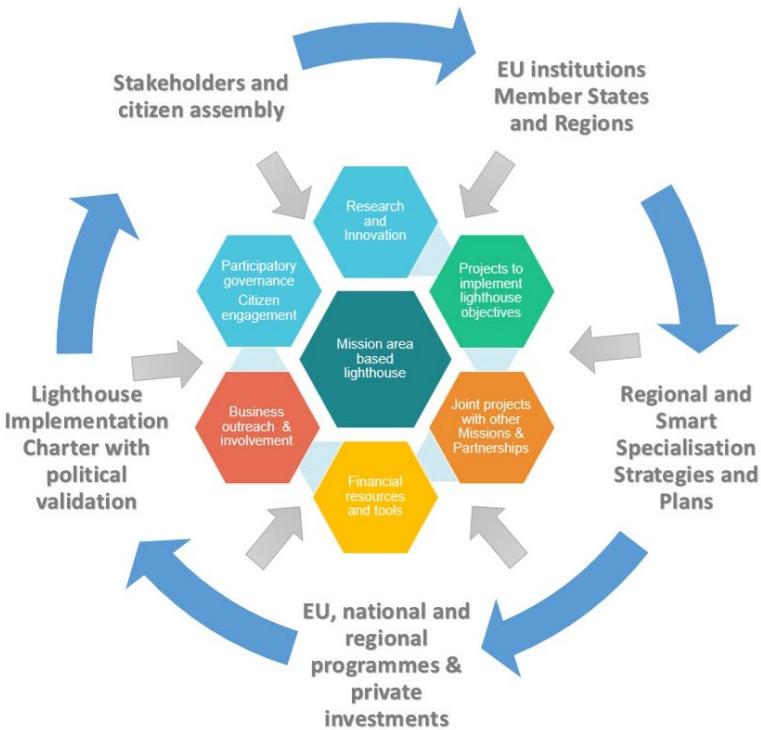 Stakeholders and
citizen assembly
EU institutions
Member States
and Regions
Research
and
Innovation
Participatory
governance
Citizen
engagement
Projects to
implement
lighthouse
objectives
Mission area
based
lighthouse
Lighthouse
Implementation
Charter with
political
validation
Business
outreach & 
involvement
Joint projects
with other
Missions &
Partnerships
Regional and
Smart
Specialisation
Strategies and
Plans
Financial
resources
and tools
EU, national and
regional
programmes &
private
investments